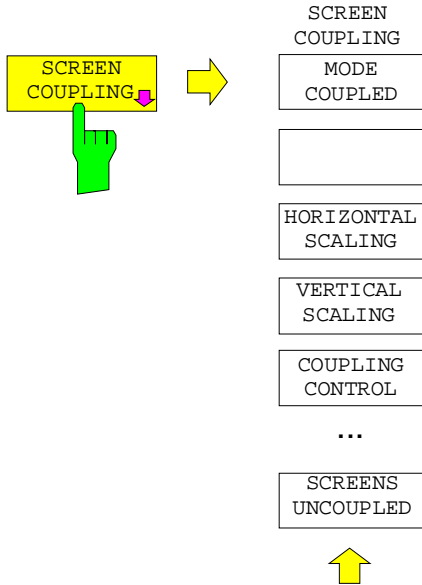 SCREEN
COUPLING
SCREEN
COUPLING
MODE
COUPLED
HORIZONTAL
SCALING
VERTICAL
SCALING
COUPLING
CONTROL
...
SCREENS
UNCOUPLED